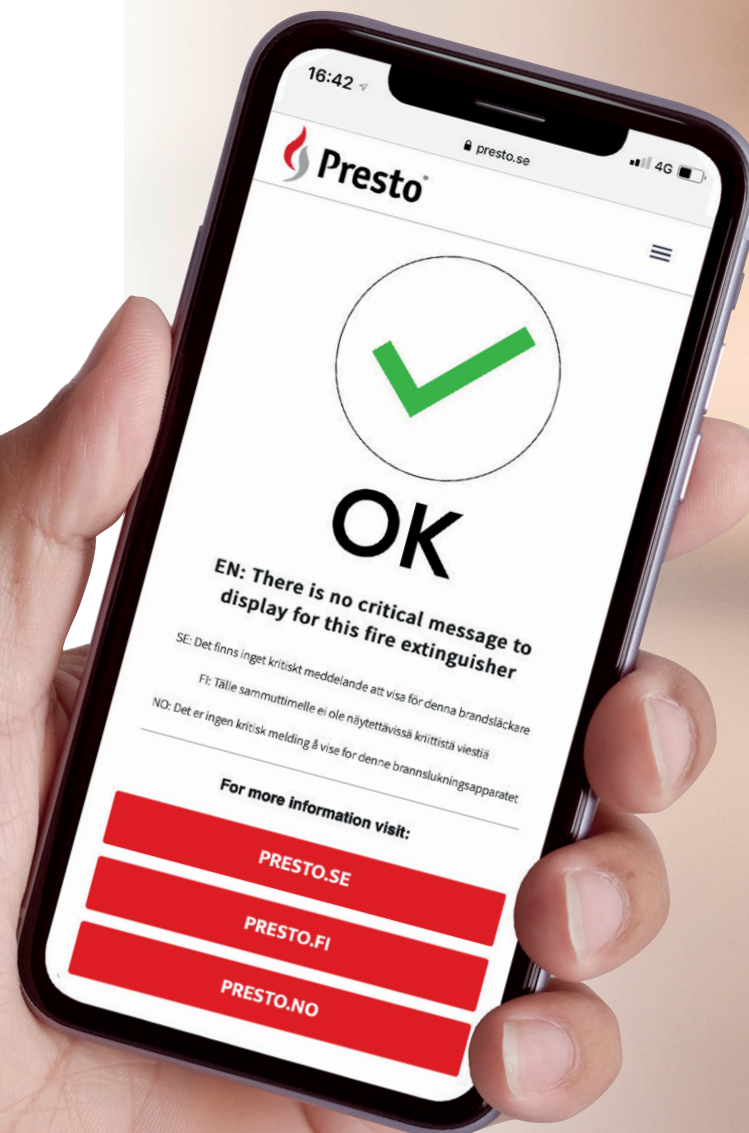 16:42
presto.se
4G
Presto
OK
EN: There is no critical message to
display for this fire extinguisher
SE: Det finns inget kritiskt meddelande att visa för denna brandsläckare
FI: Tälle sammuttimelle ei ole näytettävissä kriittistä viestiä
NO: Det er ingen kritisk melding å vise for denne brannslukningsapparatet
For more information visit:
PRESTO.SE
PRESTO.FI
PRESTO.NO